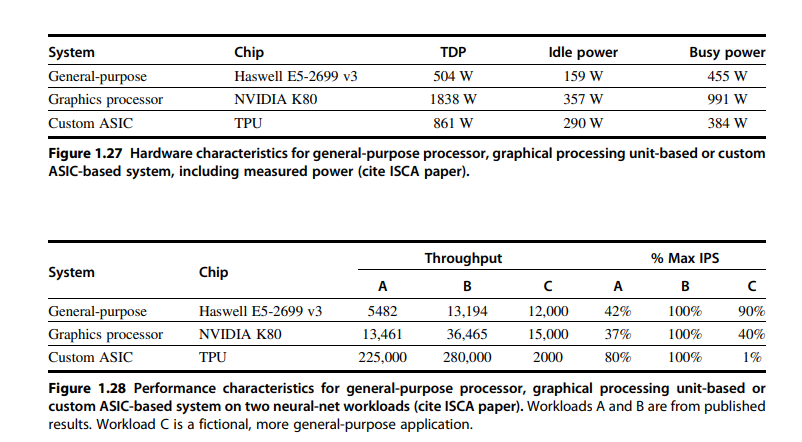 System Chip TDP Idle power Busy power
General-purpose Haswell E5-2699 v3 504 W 159 W 455 W
Graphics processor NVIDIA K80 1838 W 357 W 991 W
Custom ASIC TPU 861 W 290 W 384 W
Figure 1.27 Hardware characteristics for general-purpose processor, graphical processing unit-based or custom
ASIC-based system, including measured power (cite ISCA paper).
Throughput % Max IPS
System Chip
A B C A B C
General-purpose Haswell E5-2699 v3 5482 13,194 12,000 42% 100% 90%
Graphics processor NVIDIA K80 13,461 36,465 15,000 37% 100% 40%
Custom ASIC TPU 225,000 280,000 2000 80% 100% 1%
Figure 1.28 Performance characteristics for general-purpose processor, graphical processing unit-based or
custom ASIC-based system on two neural-net workloads (cite ISCA paper). Workloads A and B are from published
results. Workload C is a fictional, more general-purpose application.